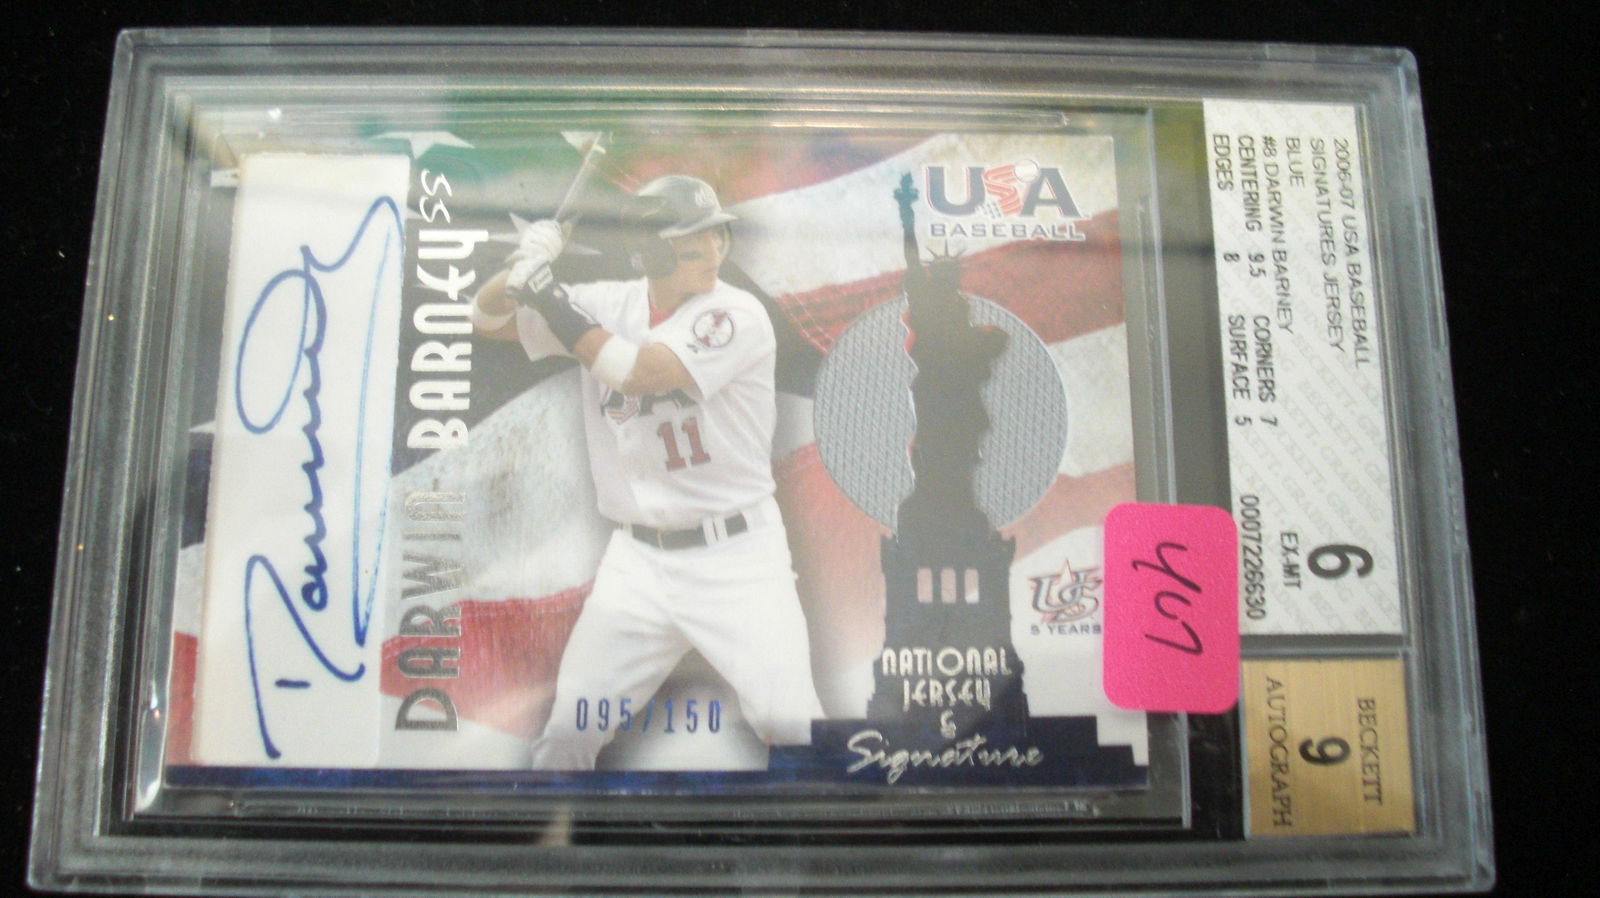 2006-07 USA BASEBALL
SIGNATURES JERSEY
BLUE
#8 DARWIN BARNEY
CENTERING 9.5 CORNERS 7
EDGES 8 SURFACE 5
6
EX-MT
0007226630
BECKETT
9
AUTOGRAPH
467
USA
BASEBALL
DARWIN BARNEY SS
11
095/150
US
5 YEARS
NATIONAL
JERSEY
&
Signature